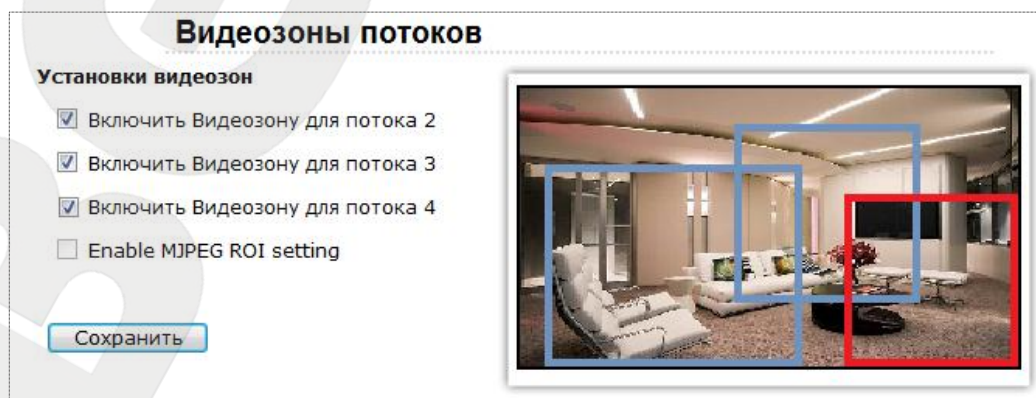 Видеозоны потоков
Установки видеозон
Включить Видеозону для потока 2
Включить Видеозону для потока 3
Включить Видеозону для потока 4
Enable MJPEG ROI setting
Сохранить